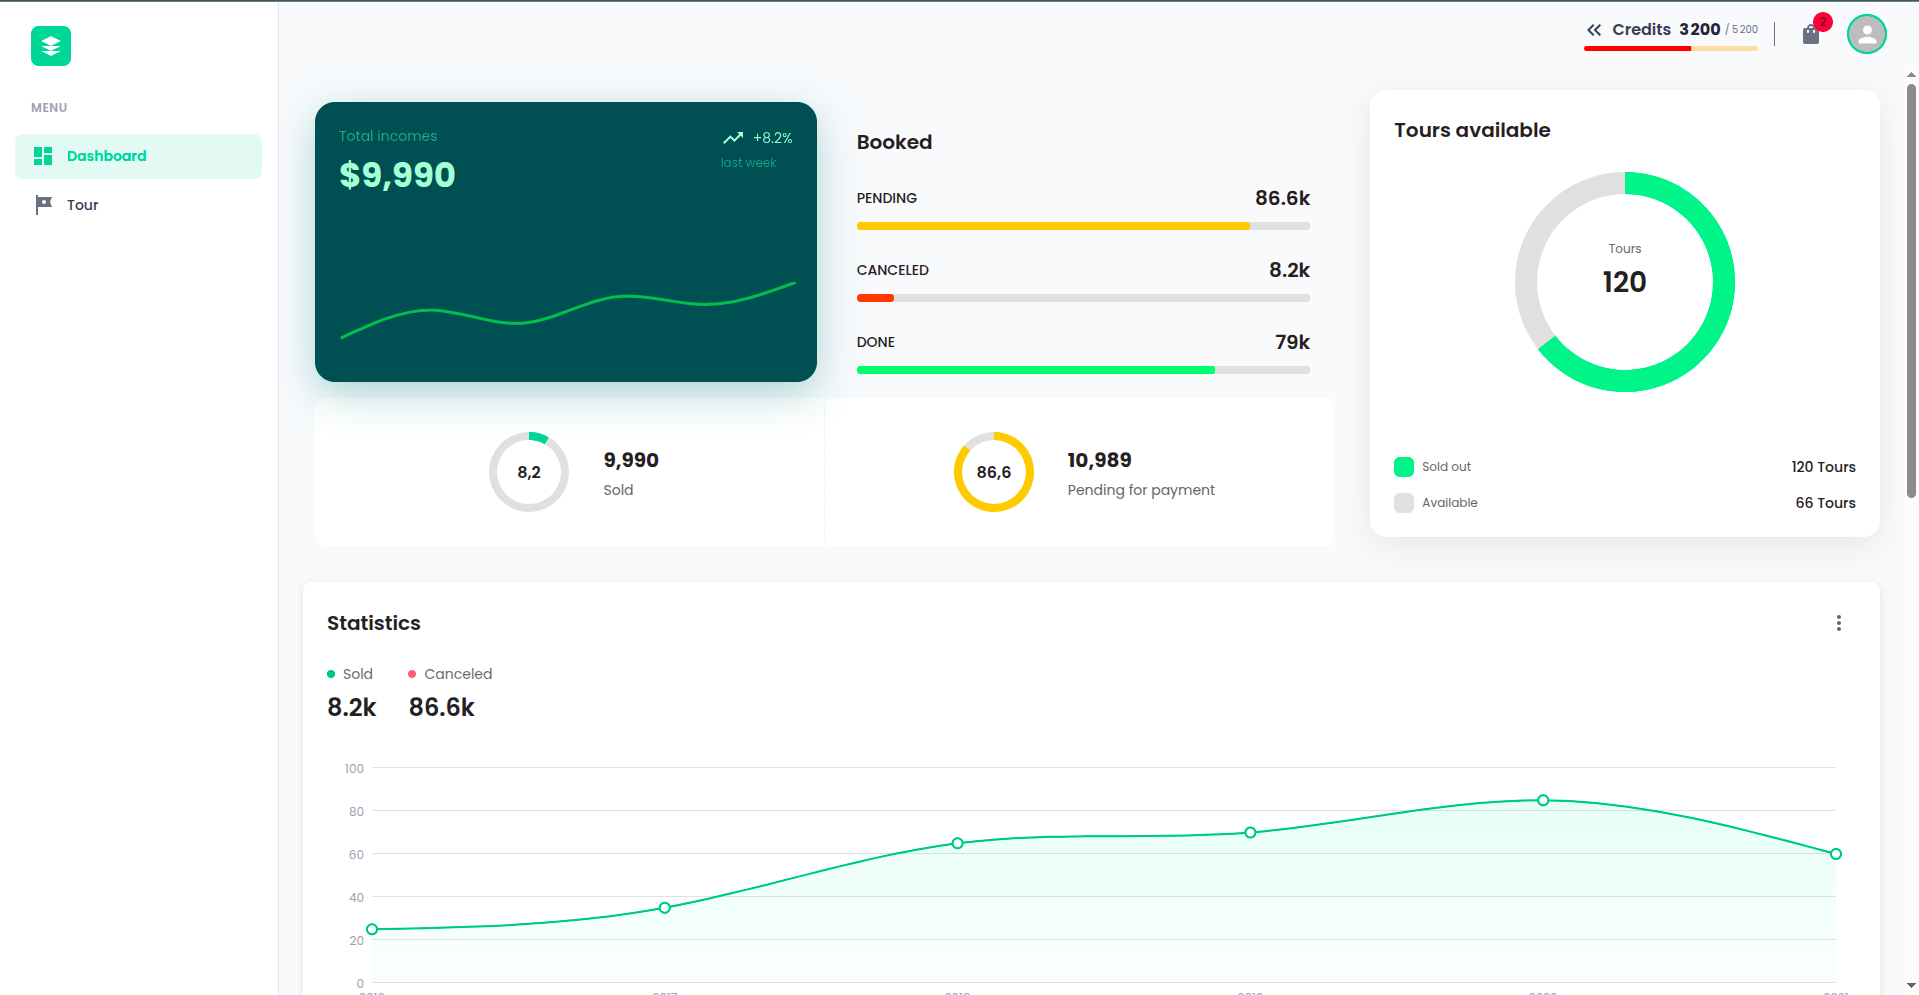 Credits 3200 / 5200
2
MENU
Dashboard
Tour
Total incomes
$9,990
+8.2%
last week
Booked
PENDING 86.6k
CANCELED 8.2k
DONE 79k
Tours available
Tours
120
Sold out 120 Tours
Available 66 Tours
8,2
9,990
Sold
86,6
10,989
Pending for payment
Statistics
Sold
8.2k
Canceled
86.6k
100
80
60
40
20
0